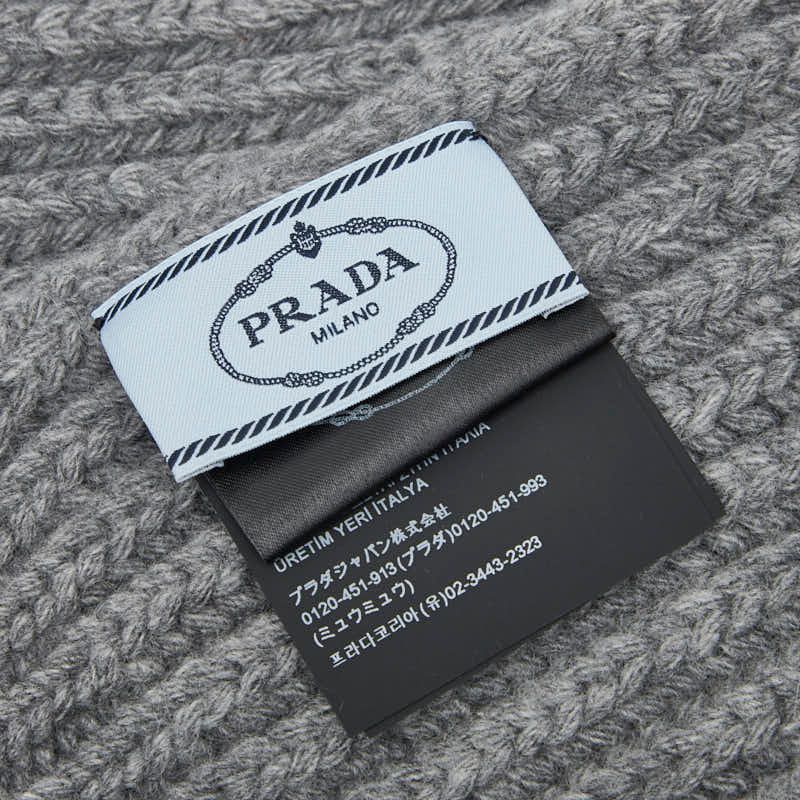 PRADA
MILANO
ÜRETİM YERİ İTALYA
プラダジャパン株式会社
0120-451-913(プラダ)0120-451-993
(ミュウミュウ)
프라다코리아(유)02-3443-2323